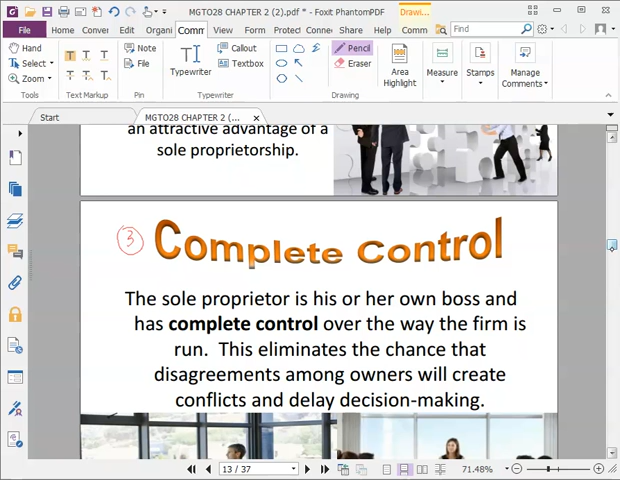 MGTO28 CHAPTER 2 (2).pdf * - Foxit PhantomPDF
Drawi...
File Home Comm Edit Organi Comm View Form Protec Share Conne Help Comm Find
Hand Select Zoom Tools
Text Markup
Note File Pin
Typewriter Callout Textbox Typewriter
Pencil Eraser Drawing
Area Highlight
Measure
Stamps
Manage Comments
Start MGTO28 CHAPTER 2 (...
an attractive advantage of a
sole proprietorship.
3 Complete Control
The sole proprietor is his or her own boss and
has complete control over the way the firm is
run. This eliminates the chance that
disagreements among owners will create
conflicts and delay decision-making.
13 / 37 71.48%